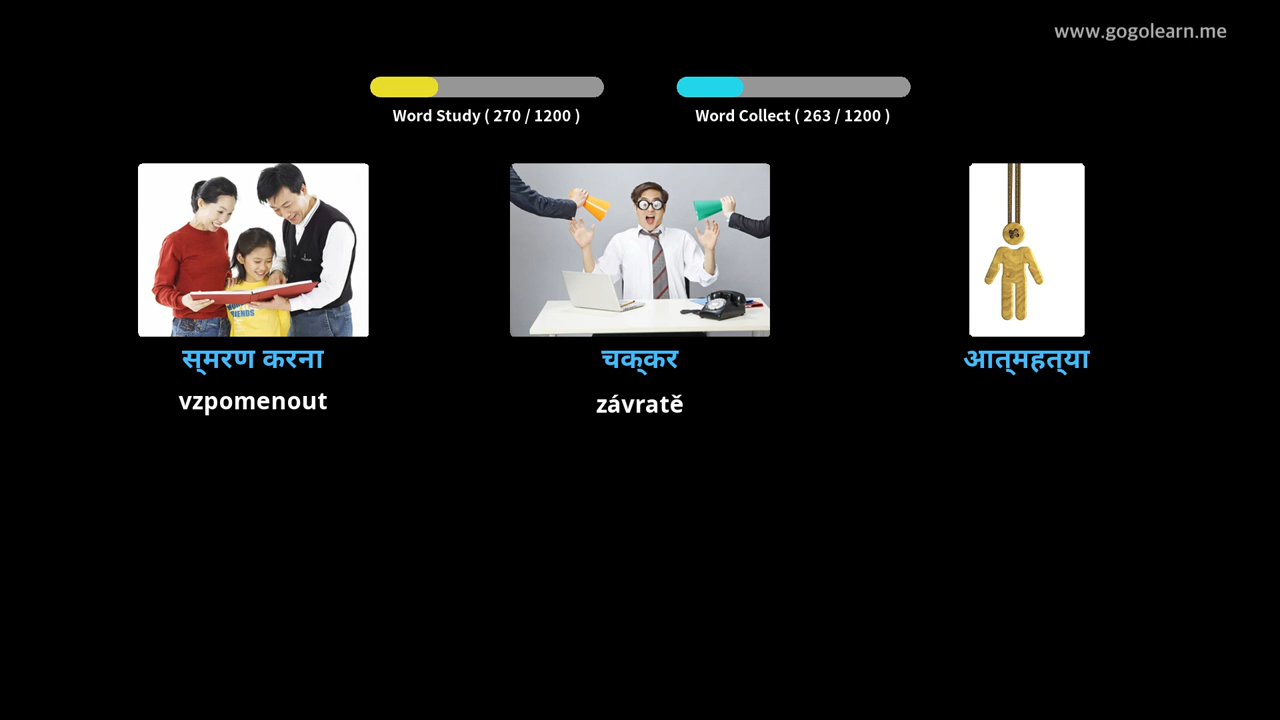 www.gogolearn.me
Word Study ( 270 / 1200 )
Word Collect ( 263 / 1200 )
स्मरण करना
चक्कर
आत्महत्या
vzpomenout
závratě